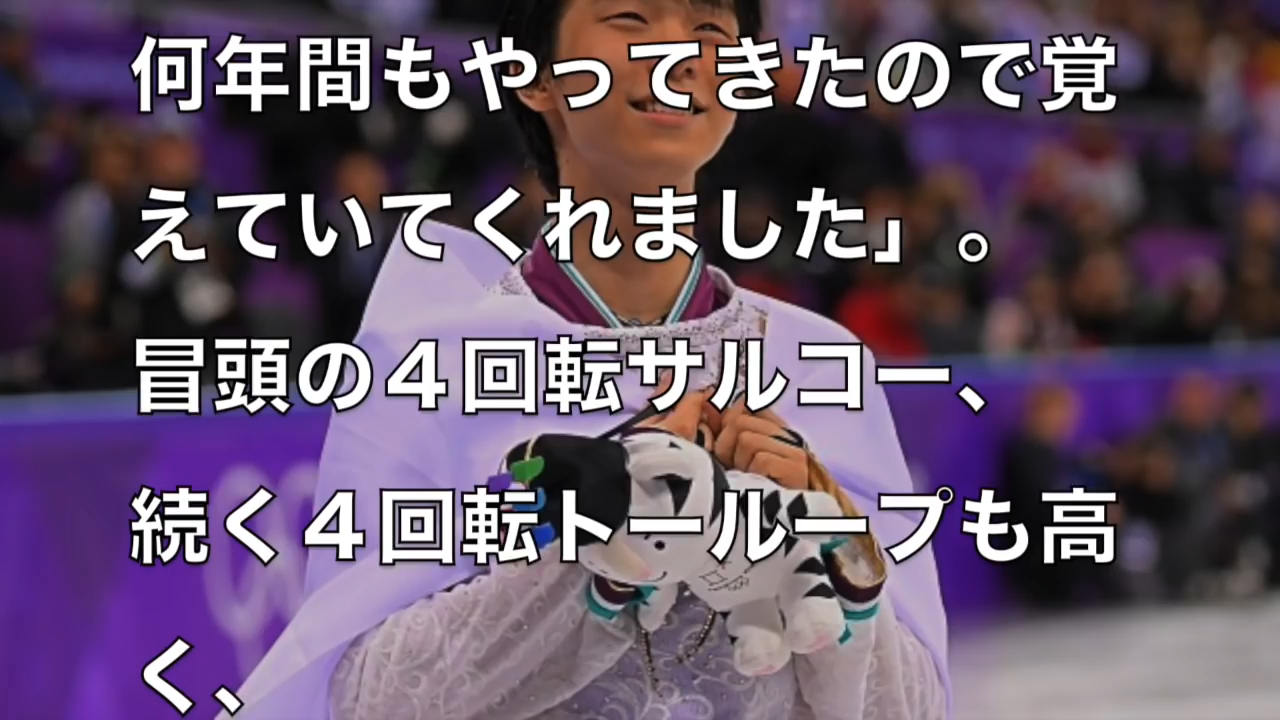 何年間もやってきたので覚
えていてくれました」。
冒頭の４回転サルコー、
続く４回転トーループも高
く、